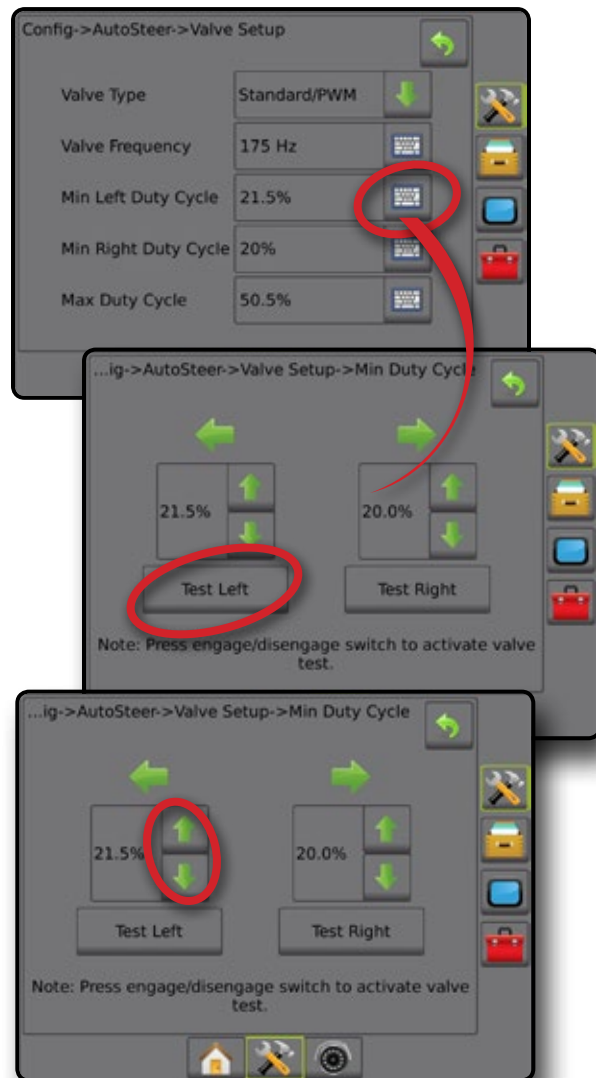 Config->AutoSteer->Valve Setup
Valve Type Standard/PWM
Valve Frequency 175 Hz
Min Left Duty Cycle 21.5%
Min Right Duty Cycle 20%
Max Duty Cycle 50.5%
...ig->AutoSteer->Valve Setup->Min Duty Cycle
21.5% 20.0%
Test Left Test Right
Note: Press engage/disengage switch to activate valve
test.
...ig->AutoSteer->Valve Setup->Min Duty Cycle
21.5% 20.0%
Test Left Test Right
Note: Press engage/disengage switch to activate valve
test.